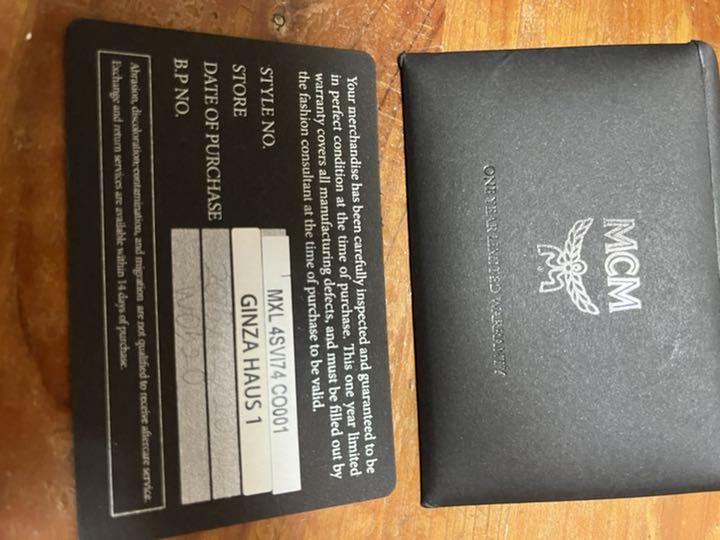 Your merchandise has been carefully inspected and guaranteed to be
in perfect condition at the time of purchase. This one year limited
warranty covers all manufacturing defects, and must be filled out by
the fashion consultant at the time of purchase to be valid.
STYLE NO. MXL 4SVI74 CO001
STORE GINZA HAUS 1
DATE OF PURCHASE
B.P NO.
Abrasion, discoloration, contamination, and migration are not qualified to receive aftercare service.
Exchange and return services are available within 14 days of purchase.
MCM
ONE YEAR LIMITED WARRANTY